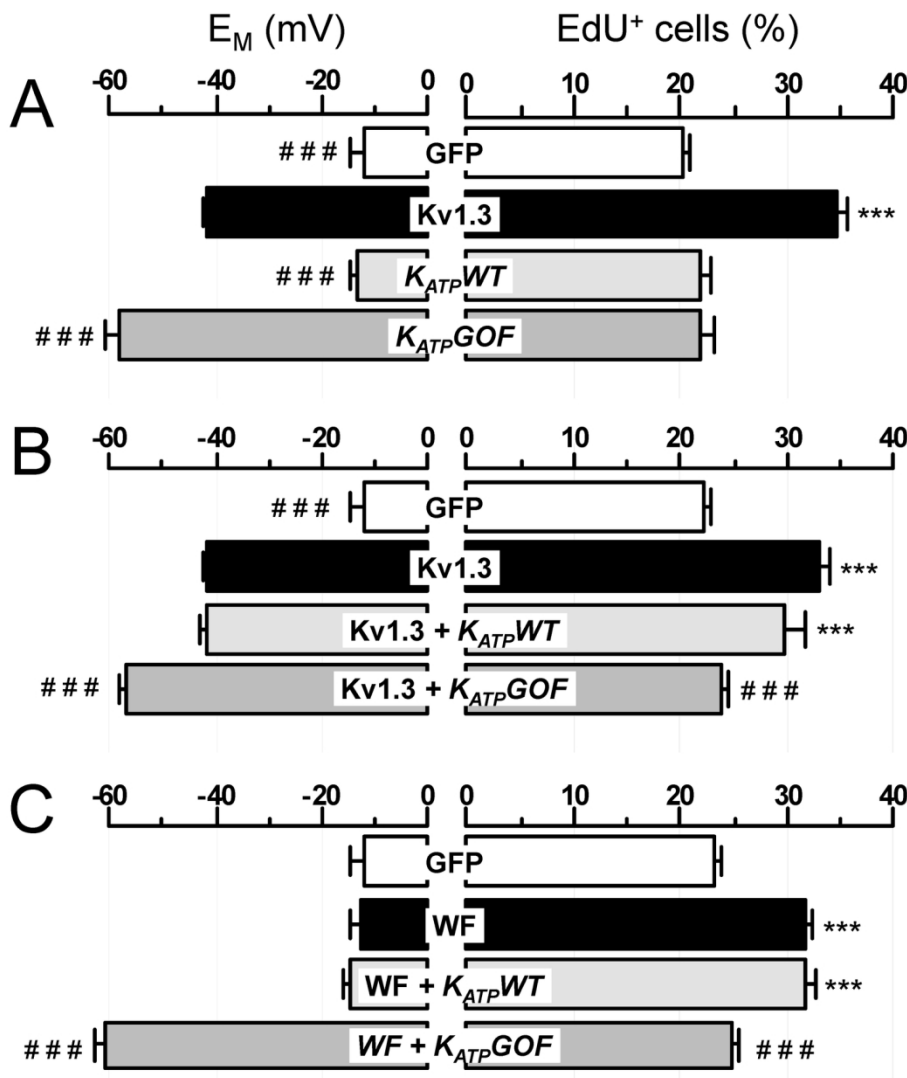 E_M (mV) EdU⁺ cells (%)
A
-60 -40 -20 0 0 10 20 30 40
### GFP
Kv1.3 ***
### K_ATP WT
### K_ATP GOF
B
-60 -40 -20 0 0 10 20 30 40
### GFP
Kv1.3 ***
Kv1.3 + K_ATP WT ***
### Kv1.3 + K_ATP GOF ###
C
-60 -40 -20 0 0 10 20 30 40
GFP
WF ***
WF + K_ATP WT ***
### WF + K_ATP GOF ###